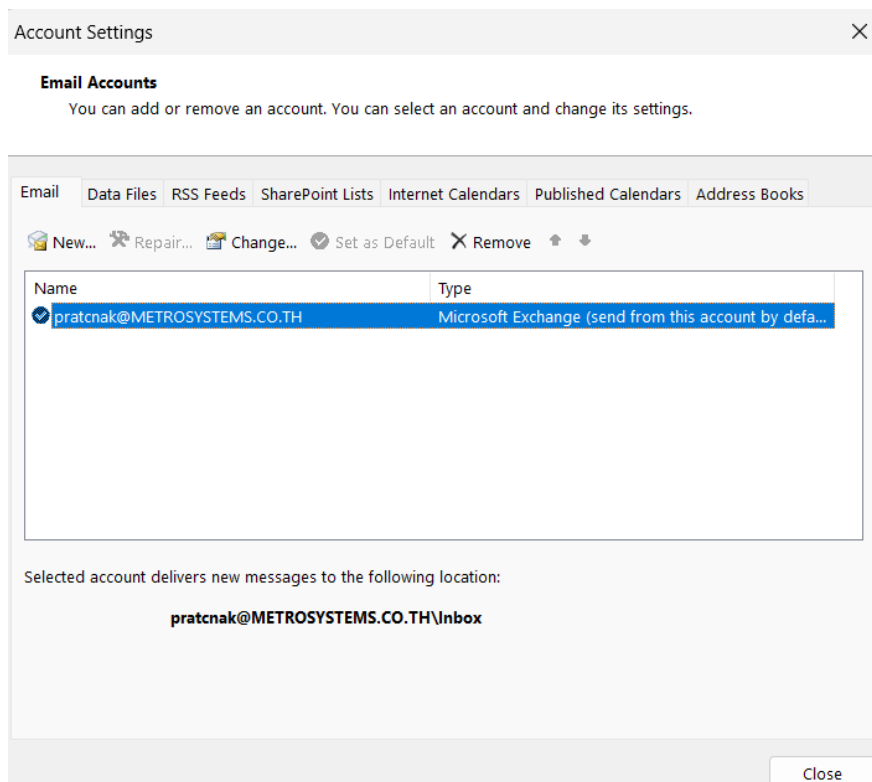 Account Settings
Email Accounts
You can add or remove an account. You can select an account and change its settings.
Email Data Files RSS Feeds SharePoint Lists Internet Calendars Published Calendars Address Books
New... Repair... Change... Set as Default Remove
Name Type
pratcnak@METROSYSTEMS.CO.TH Microsoft Exchange (send from this account by defa...
Selected account delivers new messages to the following location:
pratcnak@METROSYSTEMS.CO.TH\Inbox
Close